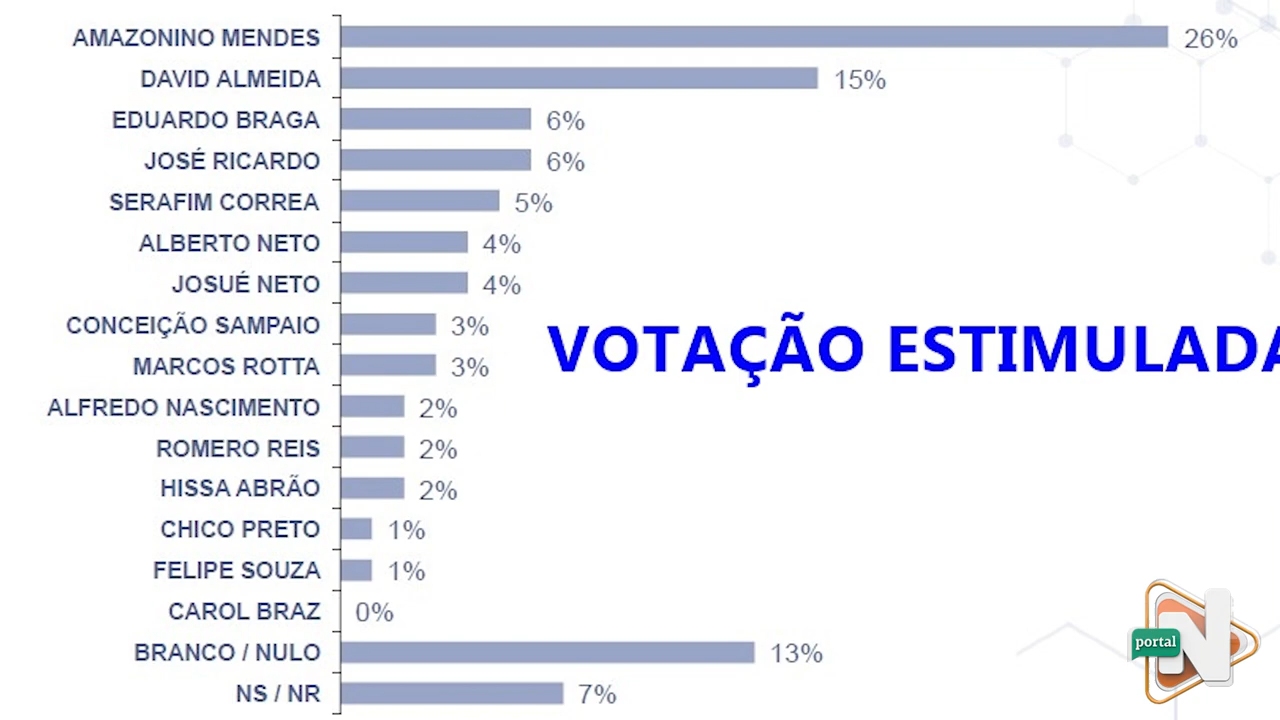 AMAZONINO MENDES 26%
DAVID ALMEIDA 15%
EDUARDO BRAGA 6%
JOSÉ RICARDO 6%
SERAFIM CORREA 5%
ALBERTO NETO 4%
JOSUÉ NETO 4%
CONCEIÇÃO SAMPAIO 3%
VOTAÇÃO ESTIMULADA
MARCOS ROTTA 3%
ALFREDO NASCIMENTO 2%
ROMERO REIS 2%
HISSA ABRÃO 2%
CHICO PRETO 1%
FELIPE SOUZA 1%
CAROL BRAZ 0%
BRANCO / NULO 13%
NS / NR 7%
portal N